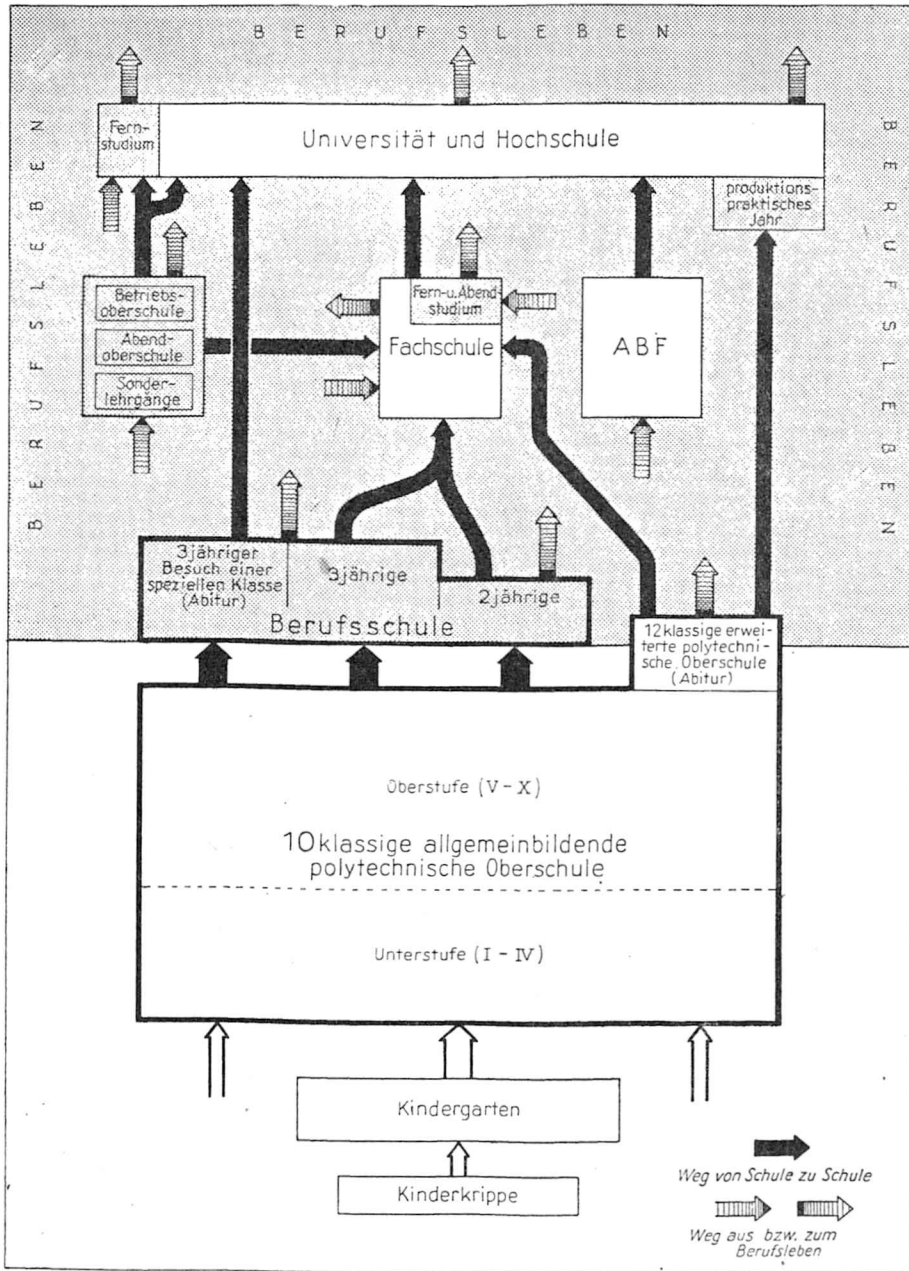 BERUFSLEBEN
BERUFSLEBEN
BERUFSLEBEN
Fern-
studium
Universität und Hochschule
produktions-
praktisches
Jahr
Betriebs-
oberschule
Abend-
oberschule
Sonder-
lehrgänge
Fern-u.Abend-
studium
Fachschule
ABF
3jähriger
Besuch einer
speziellen Klasse
(Abitur)
3jährige
2jährige
Berufsschule
12klassige erwei-
terte polytechni-
sche Oberschule
(Abitur)
Oberstufe (V-X)
10klassige allgemeinbildende
polytechnische Oberschule
Unterstufe (I-IV)
Kindergarten
Kinderkrippe
Weg von Schule zu Schule
Weg aus bzw. zum
Berufsleben